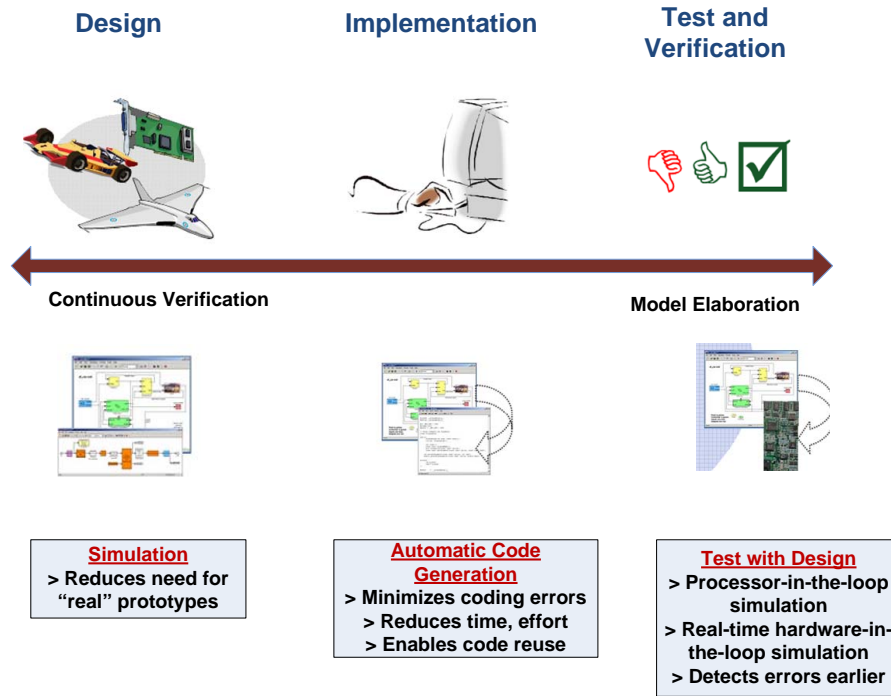 Design
Implementation
Test and
Verification
Continuous Verification
Model Elaboration
Simulation
> Reduces need for
“real” prototypes
Automatic Code
Generation
> Minimizes coding errors
> Reduces time, effort
> Enables code reuse
Test with Design
> Processor-in-the-loop
simulation
> Real-time hardware-in-
the-loop simulation
> Detects errors earlier